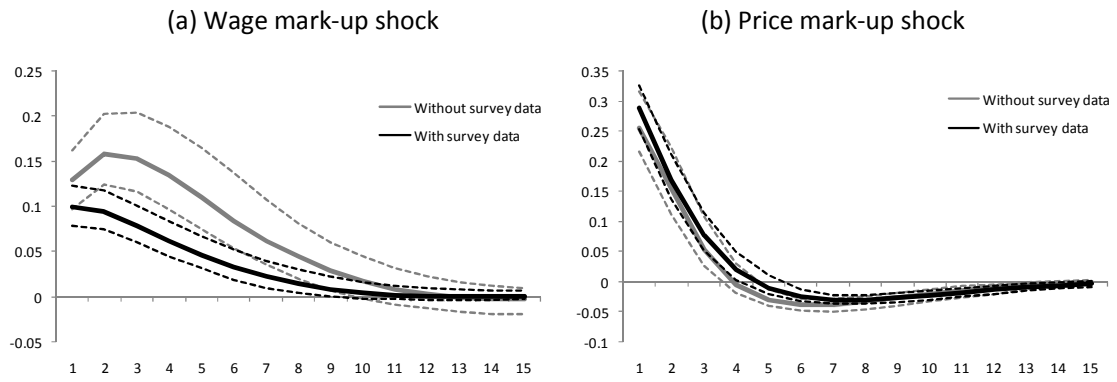 (a) Wage mark-up shock
0.25
0.2
0.15
0.1
0.05
0
-0.05
1 2 3 4 5 6 7 8 9 10 11 12 13 14 15
Without survey data
With survey data
(b) Price mark-up shock
0.35
0.3
0.25
0.2
0.15
0.1
0.05
0
-0.05
-0.1
1 2 3 4 5 6 7 8 9 10 11 12 13 14 15
Without survey data
With survey data